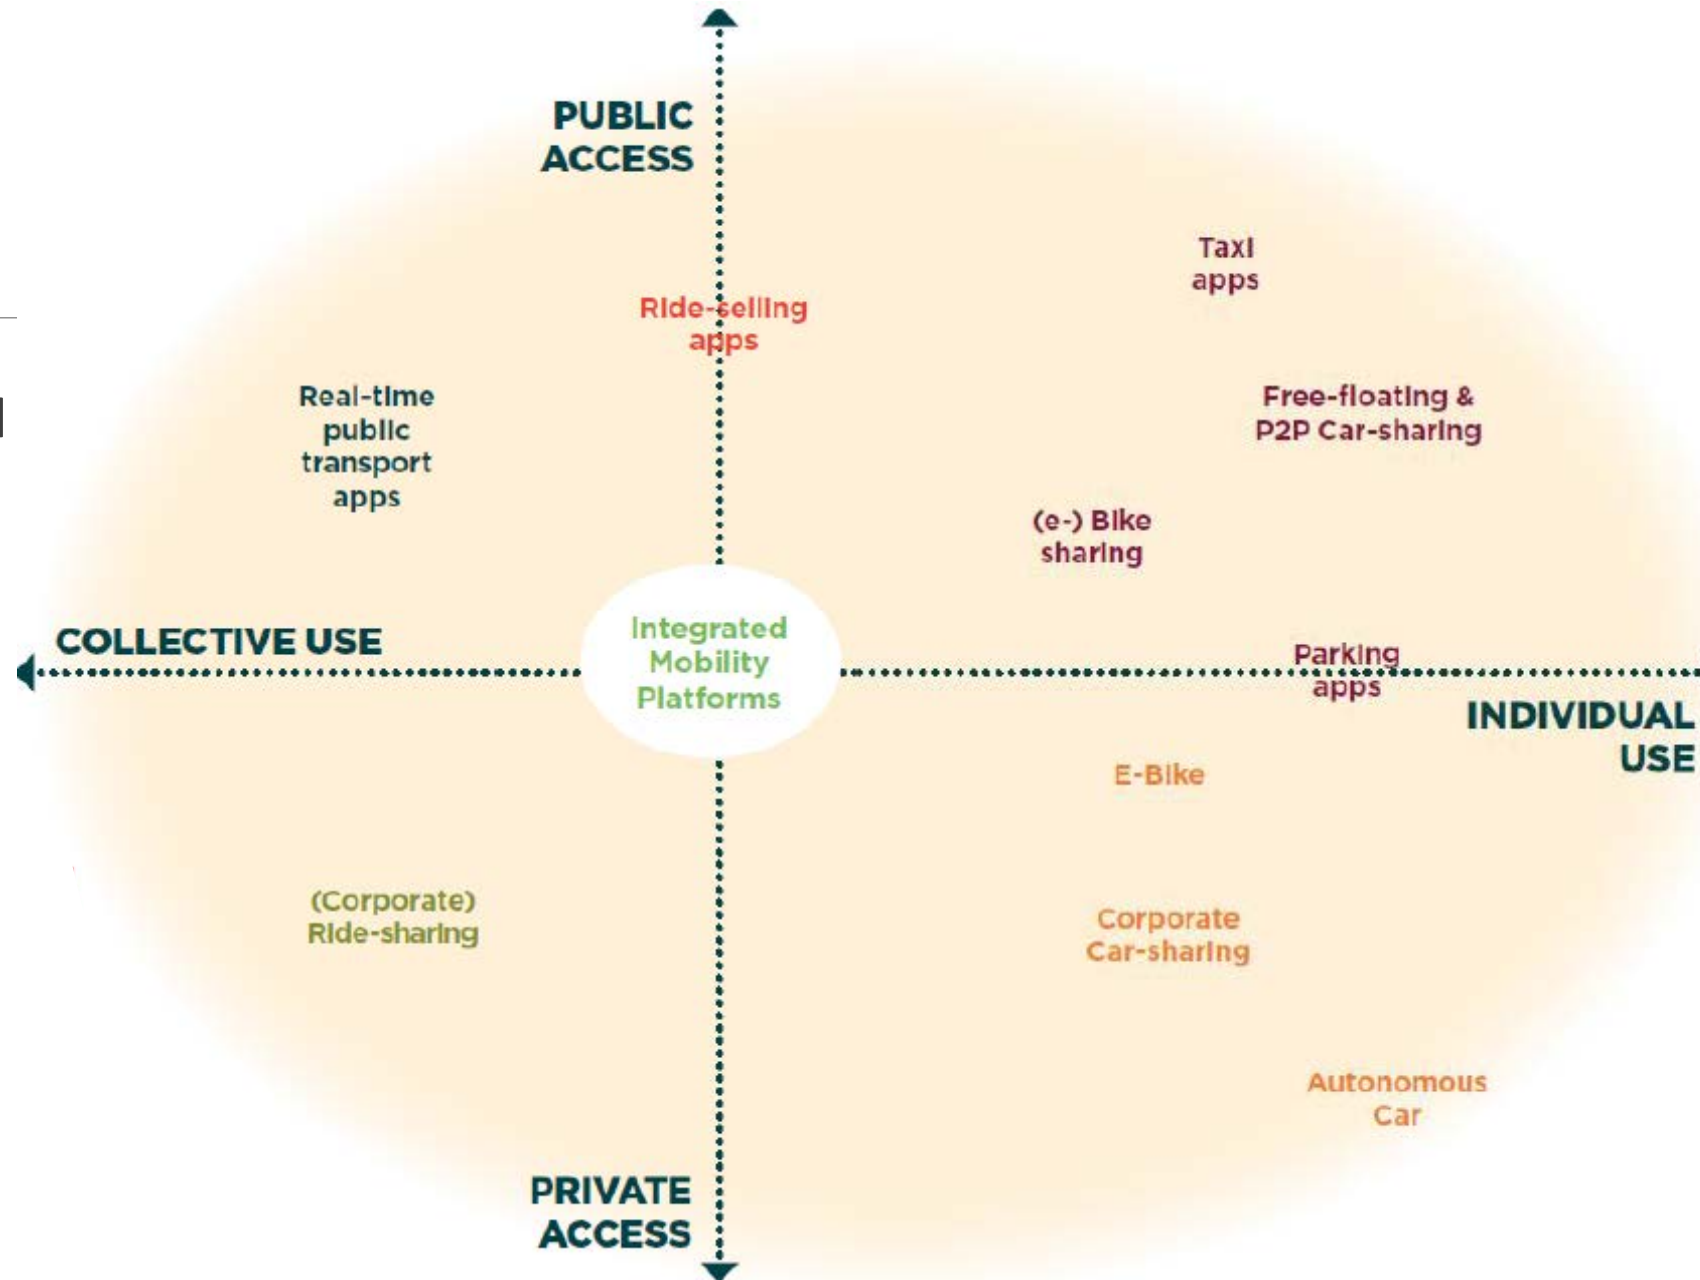 PUBLIC
ACCESS
Taxi
apps
Ride-selling
apps
Real-time
public
transport
apps
Free-floating &
P2P Car-sharing
(e-) Bike
sharing
COLLECTIVE USE
Integrated
Mobility
Platforms
Parking
apps
INDIVIDUAL
USE
E-Bike
(Corporate)
Ride-sharing
Corporate
Car-sharing
Autonomous
Car
PRIVATE
ACCESS